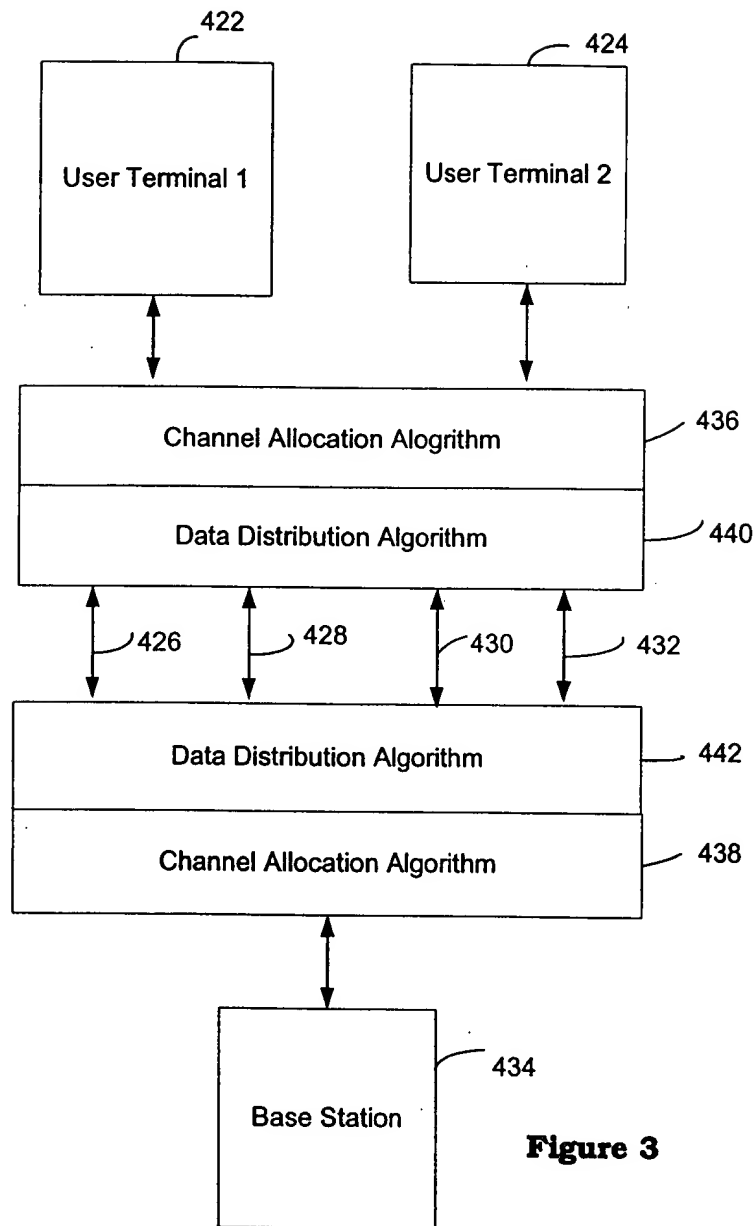 422
424
User Terminal 1
User Terminal 2
Channel Allocation Alogrithm
436
Data Distribution Algorithm
440
426
428
430
432
Data Distribution Algorithm
442
Channel Allocation Algorithm
438
434
Base Station
Figure 3